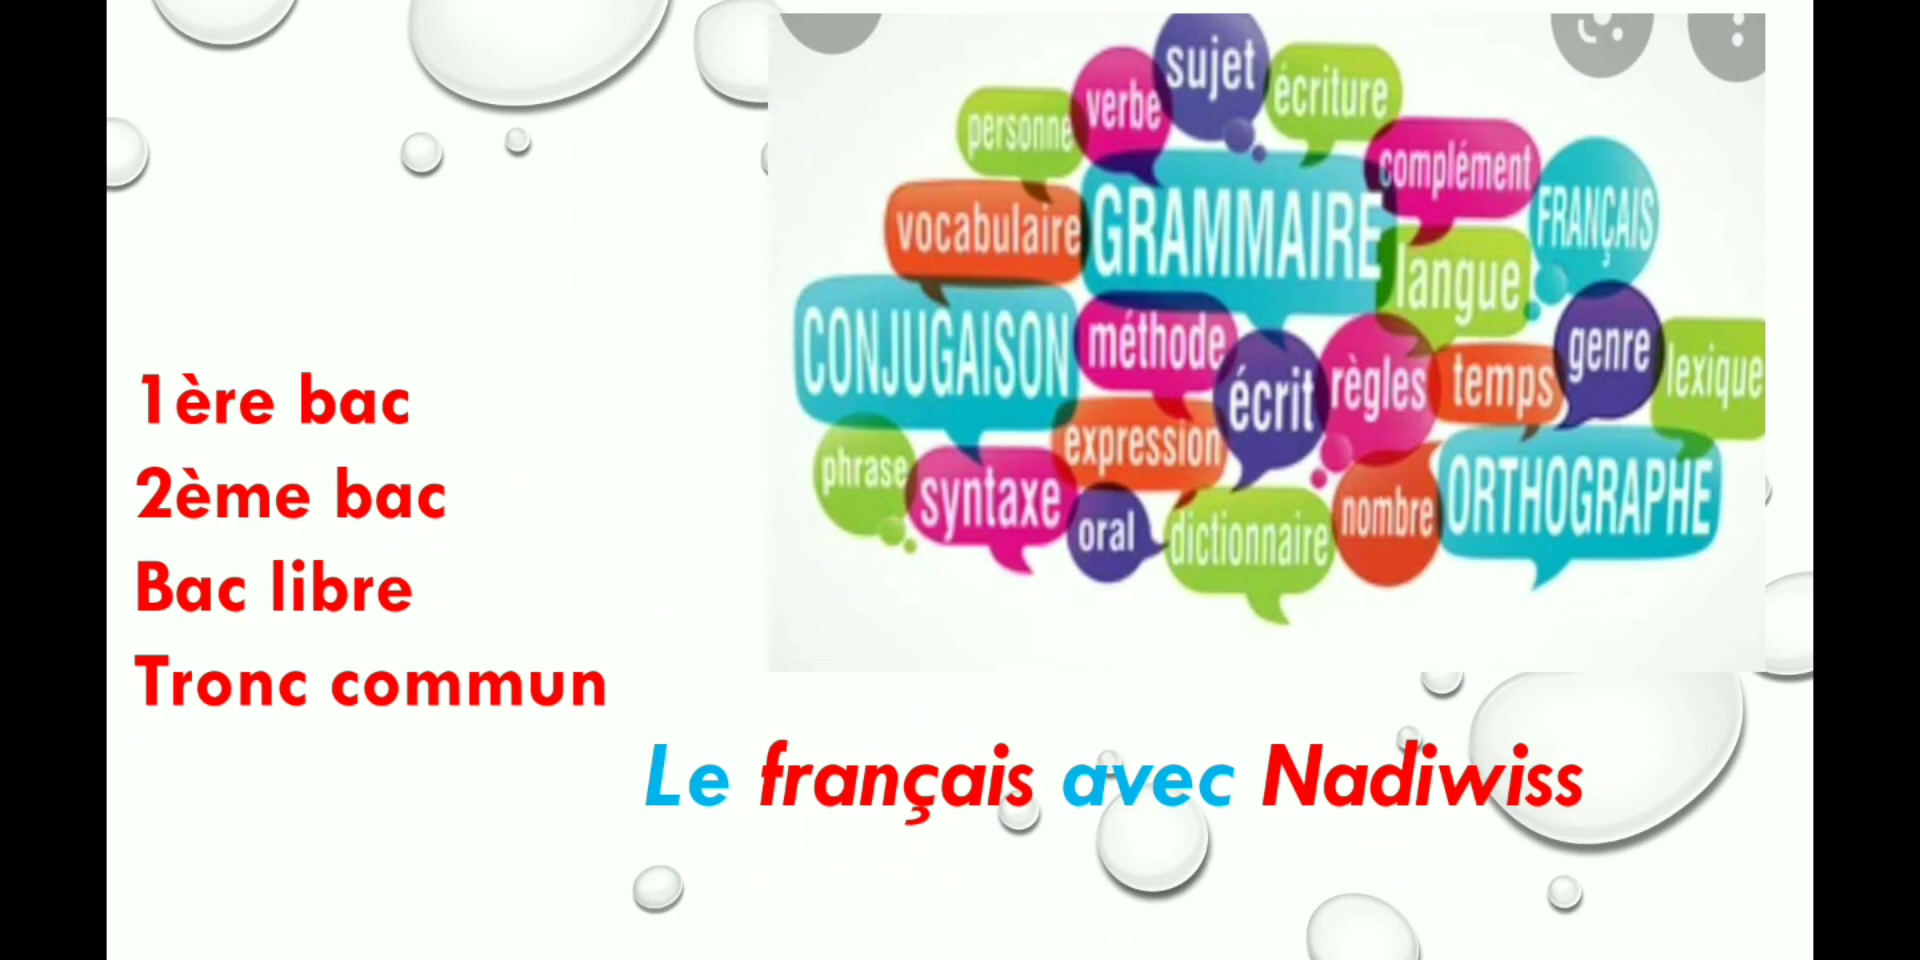 1ère bac
2ème bac
Bac libre
Tronc commun
sujet
verbe
écriture
personne
complément
FRANÇAIS
vocabulaire
GRAMMAIRE
langue
CONJUGAISON
méthode
écrit
règles
temps
genre
lexique
phrase
syntaxe
expression
oral
dictionnaire
nombre
ORTHOGRAPHE
Le français avec Nadiwiss